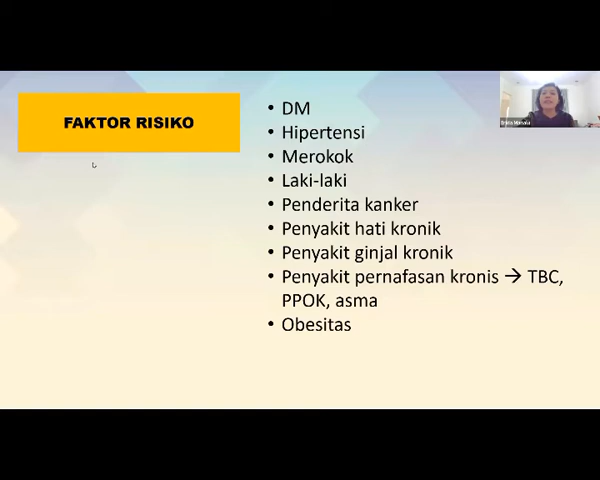 FAKTOR RISIKO
• DM
• Hipertensi
• Merokok
• Laki-laki
• Penderita kanker
• Penyakit hati kronik
• Penyakit ginjal kronik
• Penyakit pernafasan kronis → TBC,
PPOK, asma
• Obesitas